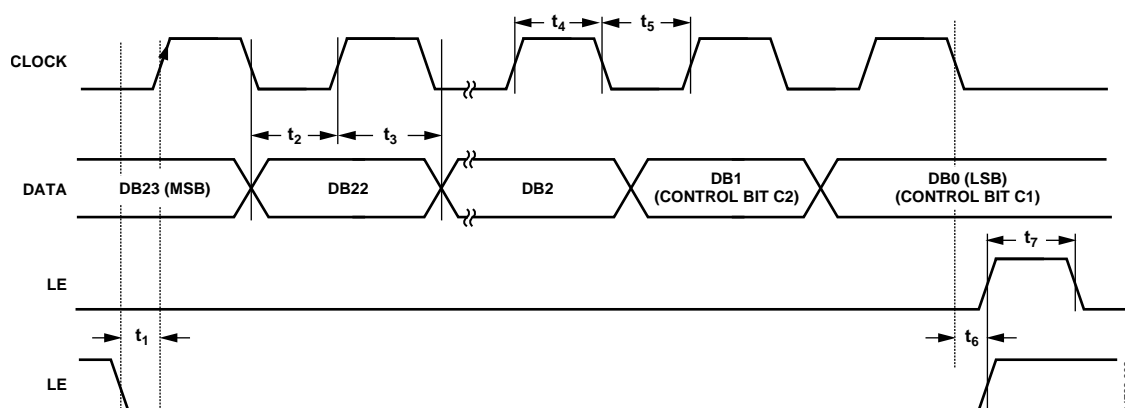 t4 t5
CLOCK
t2 t3
DATA
DB23 (MSB)
DB22
DB2
DB1
(CONTROL BIT C2)
DB0 (LSB)
(CONTROL BIT C1)
t7
LE
t1
t6
LE